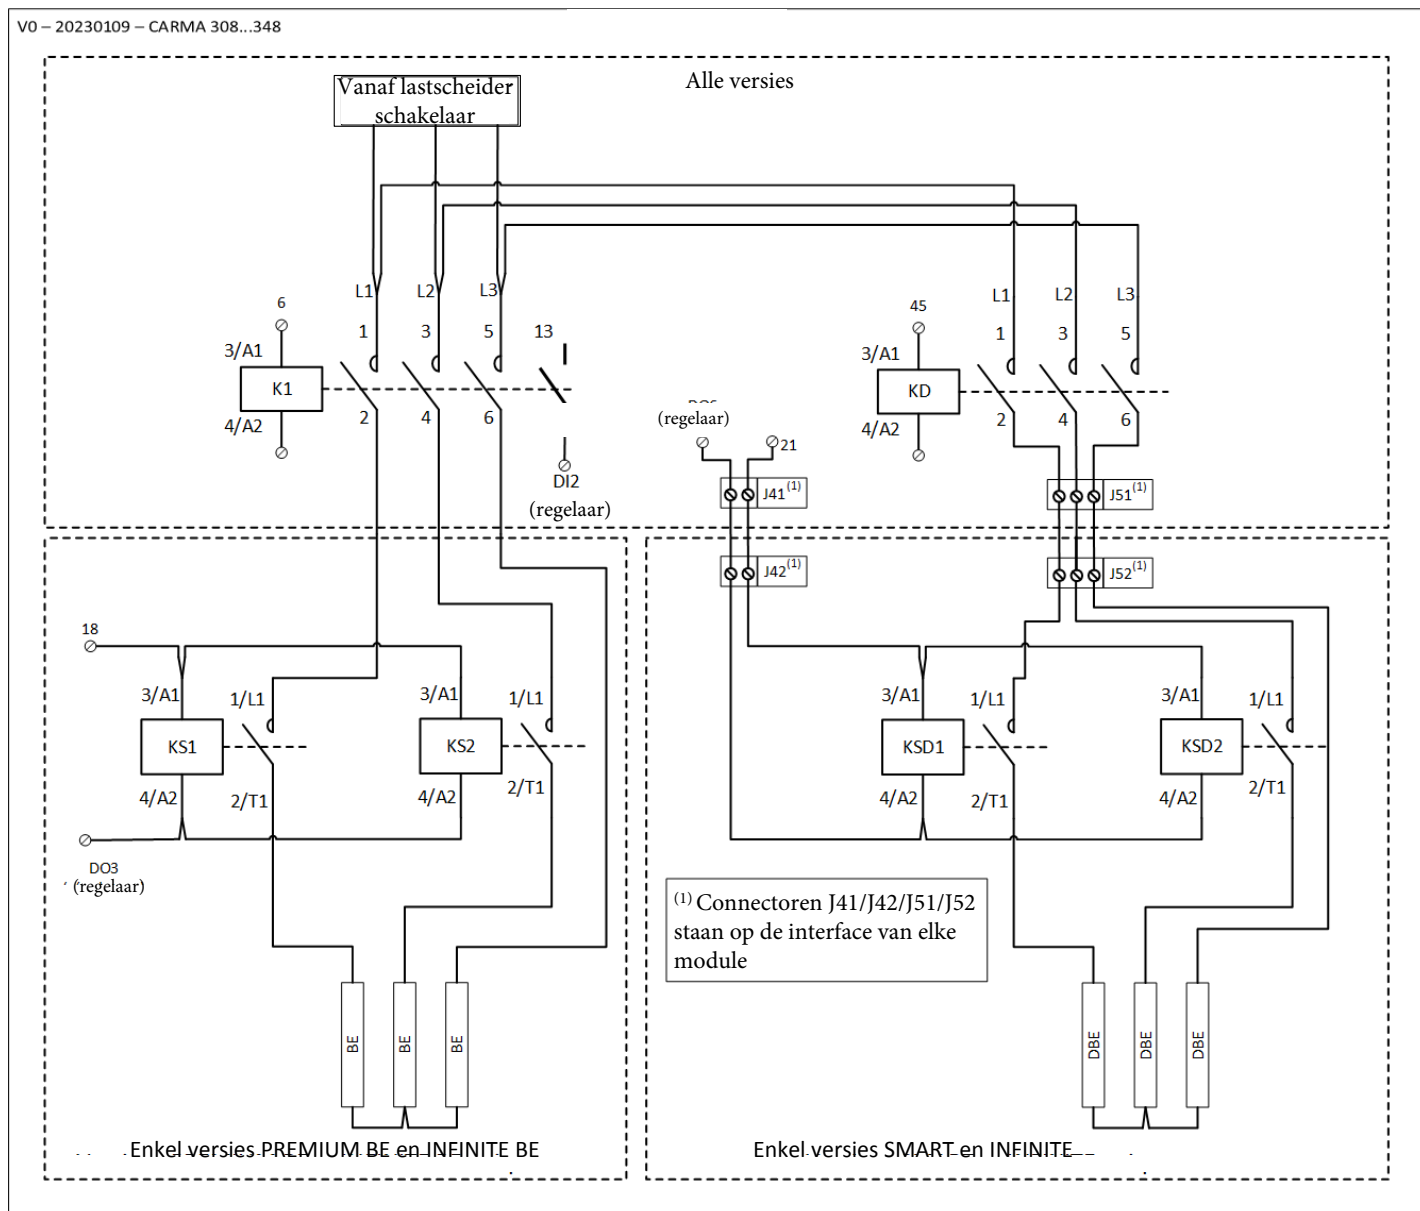 V0 – 20230109 – CARMA 308...348
Alle versies
Vanaf lastscheider
schakelaar
L1
L2
L3
6
1
3
5
13
3/A1
K1
4/A2
2
4
6
DI2
(regelaar)
(regelaar)
21
J41(1)
J42(1)
45
L1
L2
L3
1
3
5
3/A1
KD
4/A2
2
4
6
J51(1)
J52(1)
18
3/A1
1/L1
KS1
4/A2
2/T1
3/A1
1/L1
KS2
4/A2
2/T1
DO3
(regelaar)
BE
BE
BE
Enkel versies PREMIUM BE en INFINITE BE
3/A1
1/L1
KSD1
4/A2
2/T1
3/A1
1/L1
KSD2
4/A2
2/T1
(1) Connectoren J41/J42/J51/J52
staan op de interface van elke
module
DBE
DBE
DBE
Enkel versies SMART en INFINITE